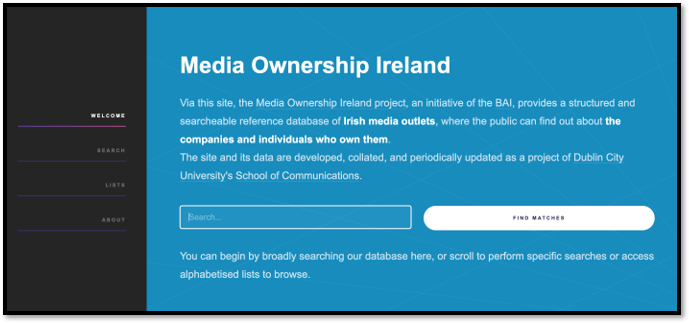 Media Ownership Ireland
Via this site, the Media Ownership Ireland project, an initiative of the BAI, provides a structured and
searcheable reference database of Irish media outlets, where the public can find out about the
companies and individuals who own them.
The site and its data are developed, collated, and periodically updated as a project of Dublin City
University's School of Communications.
WELCOME
SEARCH
LISTS
ABOUT
Search...
FIND MATCHES
You can begin by broadly searching our database here, or scroll to perform specific searches or access
alphabetised lists to browse.